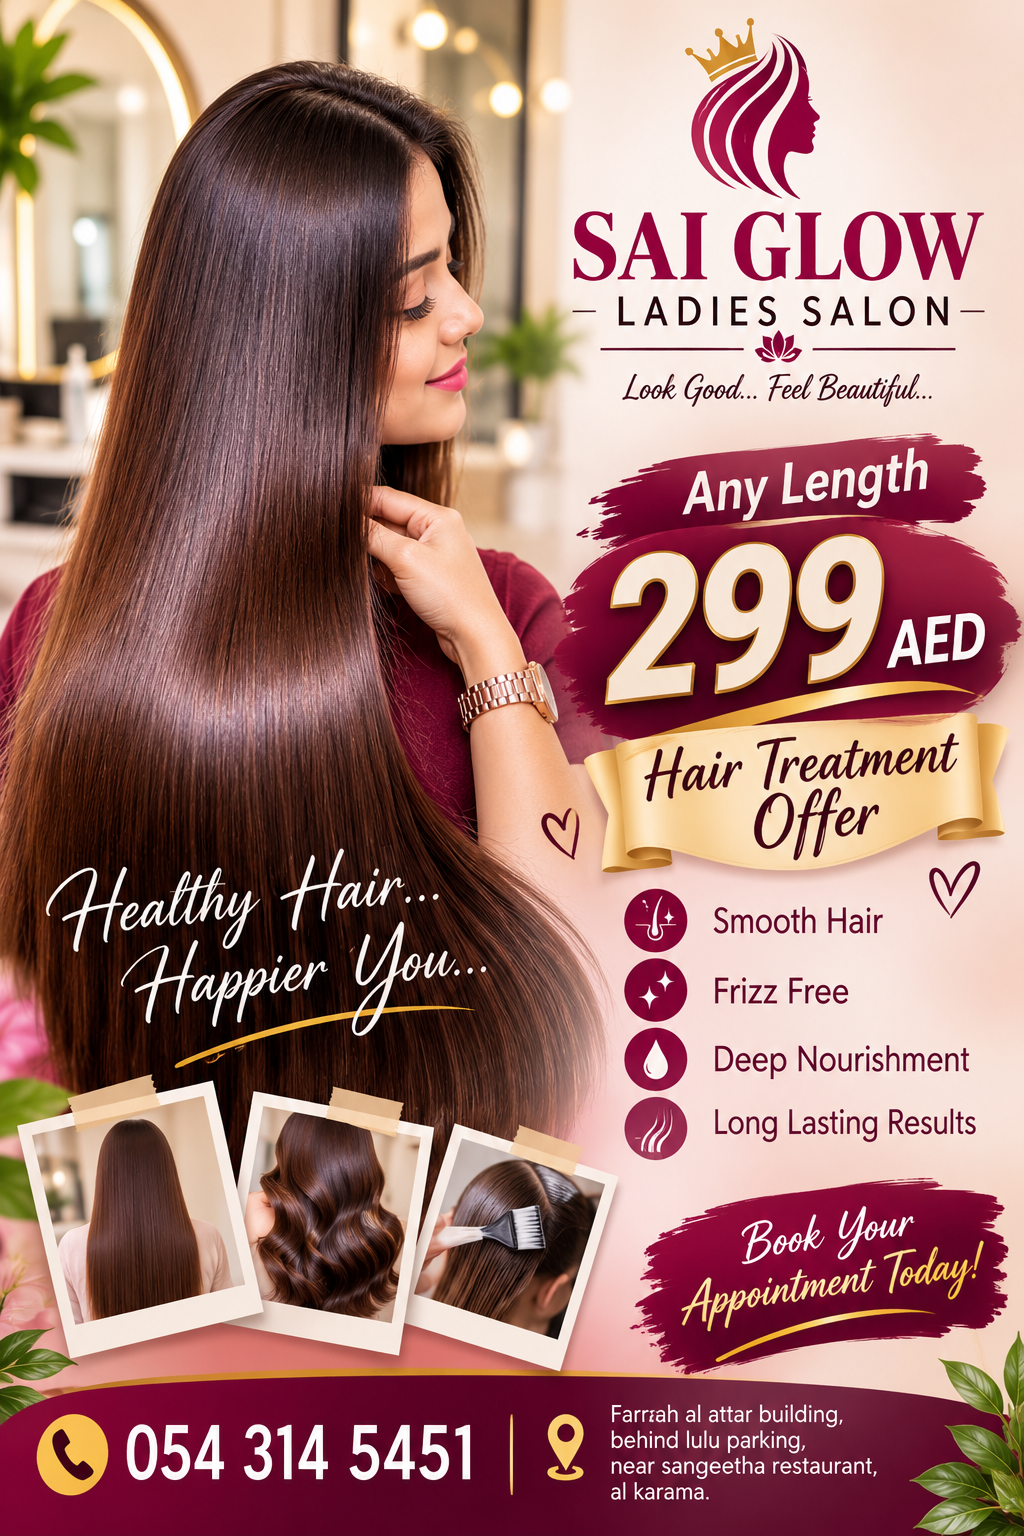 SAI GLOW
LADIES SALON
Look Good... Feel Beautiful...
Any Length
299 AED
Hair Treatment
Offer
Smooth Hair
Frizz Free
Deep Nourishment
Long Lasting Results
Healthy Hair...
Happier You...
Book Your
Appointment Today!
054 314 5451
al attar building,
behind lulu parking,
near sangeetha restaurant,
al karama.